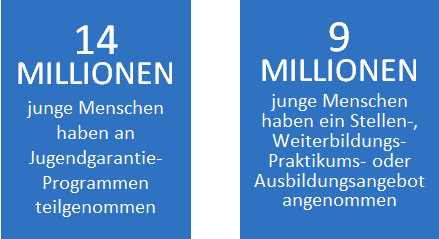 14
MILLIONEN
junge Menschen
haben an
Jugendgarantie-
Programmen
teilgenommen
9
MILLIONEN
junge Menschen
haben ein Stellen-,
Weiterbildungs-
Praktikums- oder
Ausbildungsangebot
angenommen